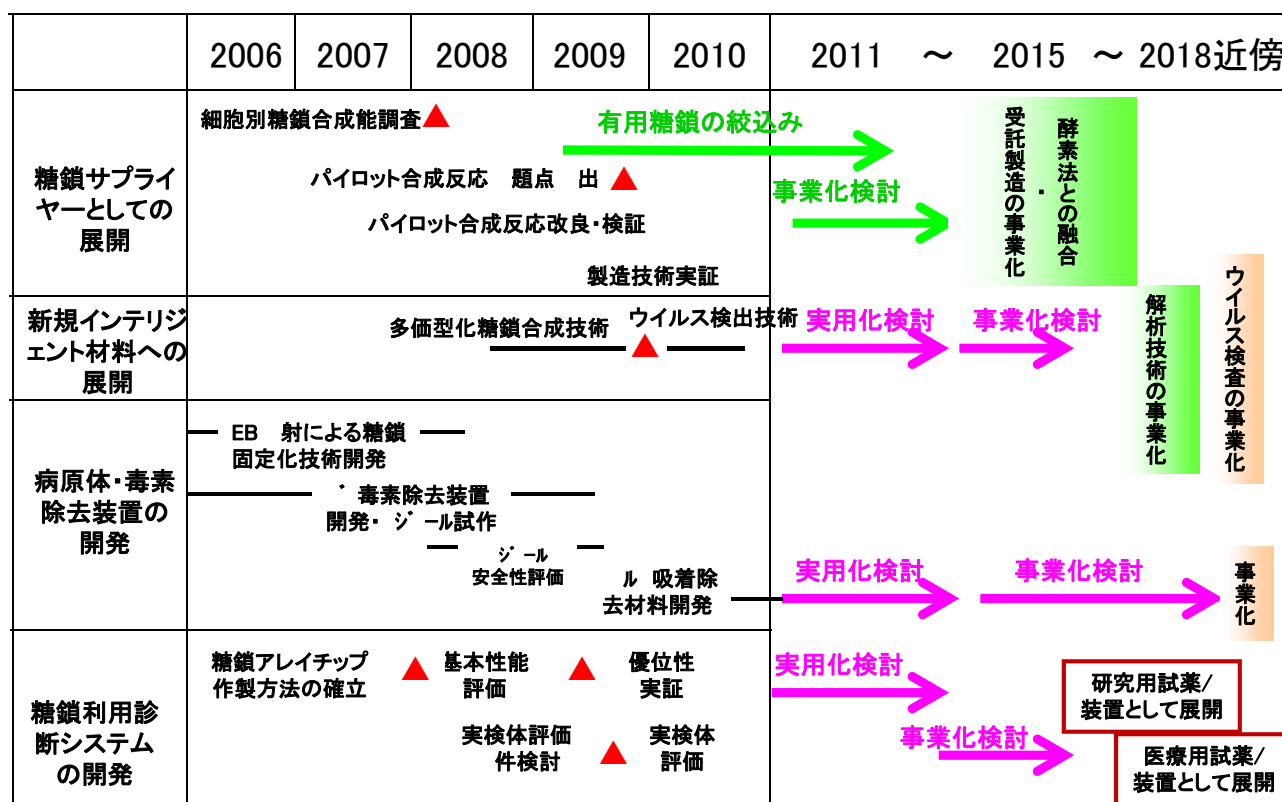 2006 2007 2008 2009 2010 2011 ～ 2015 ～ 2018近傍
糖鎖サプライ
ヤーとしての
展開
細胞別糖鎖合成能調査
有用糖鎖の絞込み
パイロット合成反応 題点 出
事業化検討
パイロット合成反応改良・検証
製造技術実証
酵素法との融合
・
受託製造の事業化
新規インテリジ
ェント材料への
展開
多価型化糖鎖合成技術
ウイルス検出技術
実用化検討
事業化検討
解析技術の事業化
ウイルス検査の事業化
病原体・毒素
除去装置の
開発
EB 射による糖鎖
固定化技術開発
゛ 毒素除去装置
開発・ ｼﾞ ｰﾙ試作
ｼﾞ ｰﾙ
安全性評価
ル 吸着除
去材料開発
実用化検討
事業化検討
事業化
糖鎖利用診
断システム
の開発
糖鎖アレイチップ
作製方法の確立
基本性能
評価
優位性
実証
実検体評価
件検討
実検体
評価
実用化検討
事業化検討
研究用試薬/
装置として展開
医療用試薬/
装置として展開